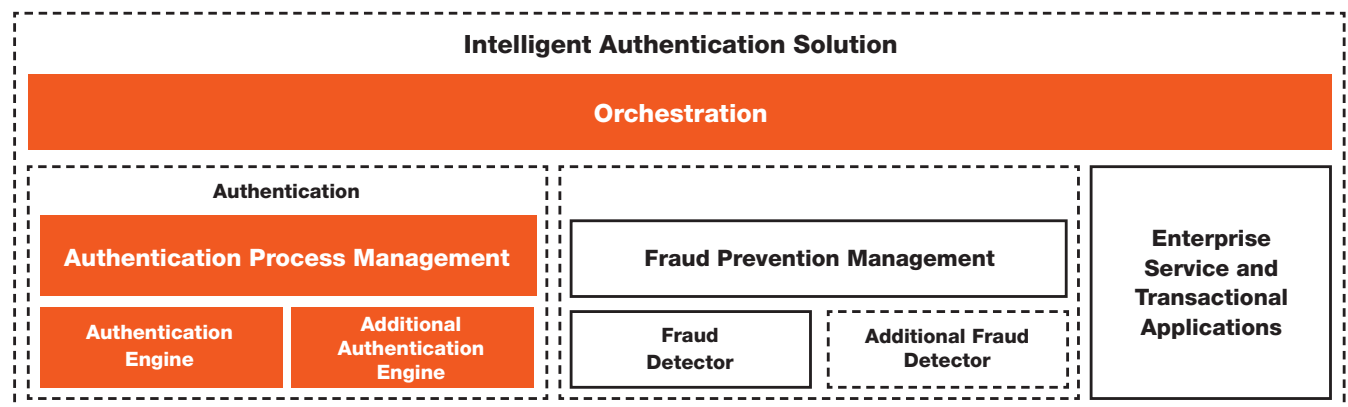 Intelligent Authentication Solution
Orchestration
Authentication
Authentication Process Management
Authentication
Engine
Additional
Authentication
Engine
Fraud Prevention Management
Fraud
Detector
Additional Fraud
Detector
Enterprise
Service and
Transactional
Applications